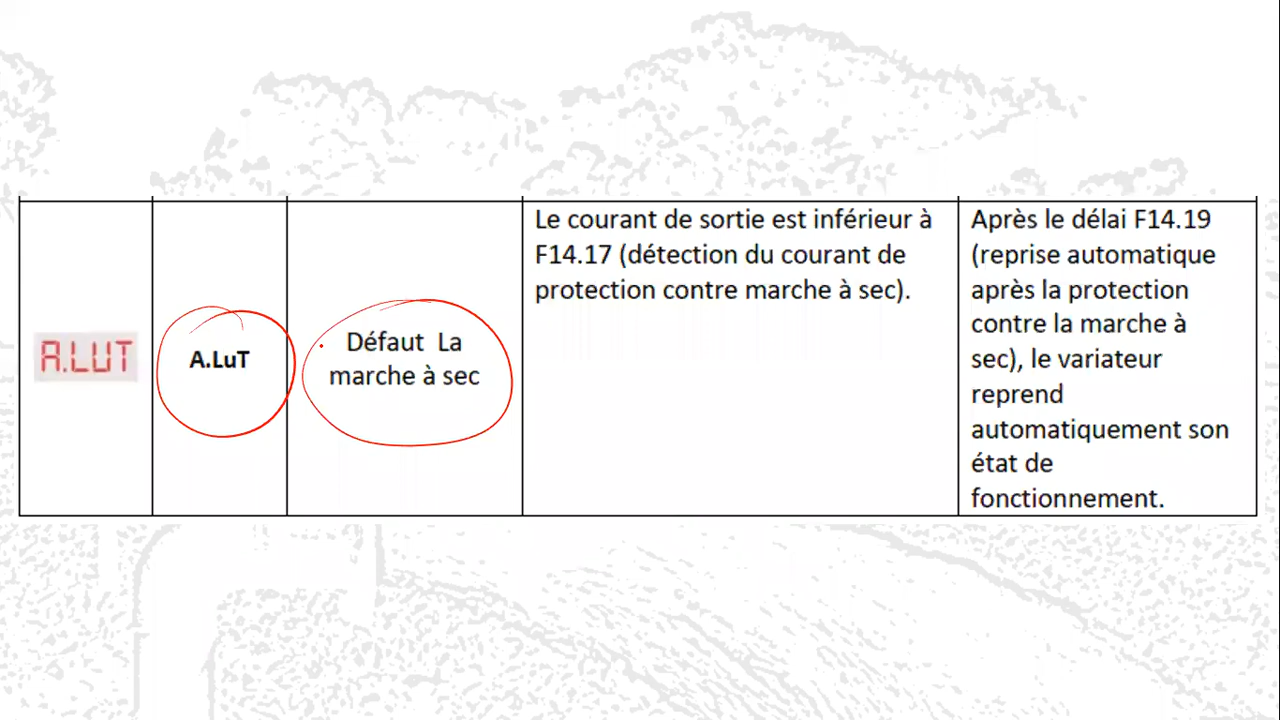 A.LUT
A.LuT
Défaut La
marche à sec
Le courant de sortie est inférieur à
F14.17 (détection du courant de
protection contre marche à sec).
Après le délai F14.19
(reprise automatique
après la protection
contre la marche à
sec), le variateur
reprend
automatiquement son
état de
fonctionnement.